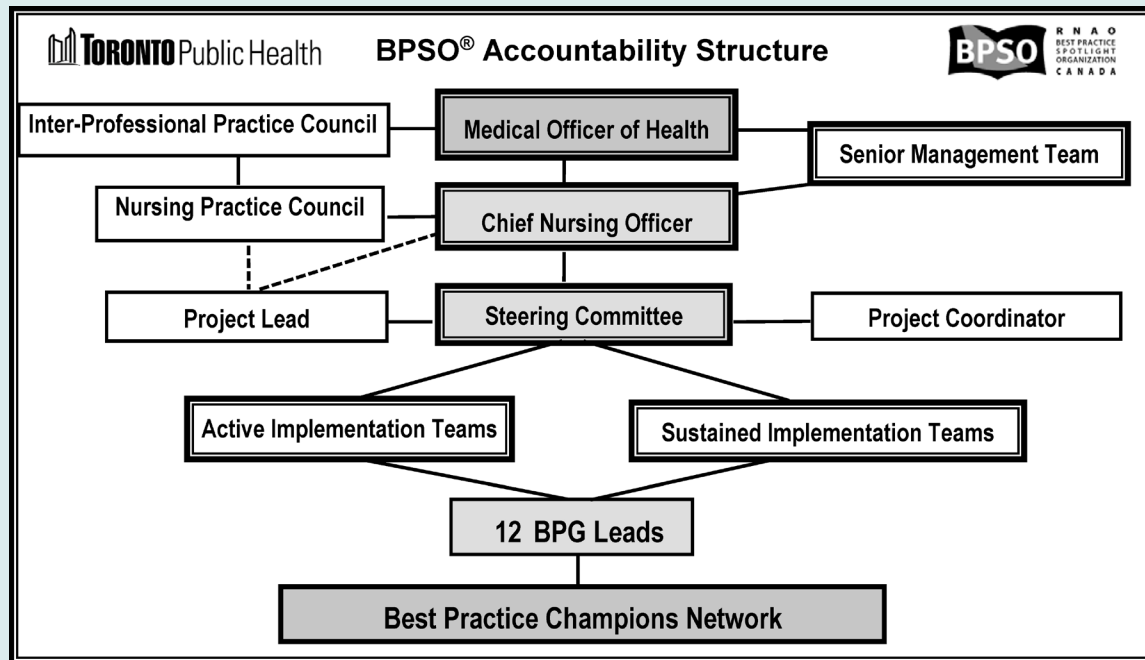 TORONTO Public Health
BPSO® Accountability Structure
BPSO
RNAO
BEST PRACTICE
SPOTLIGHT
ORGANIZATION
CANADA
Inter-Professional Practice Council
Medical Officer of Health
Senior Management Team
Nursing Practice Council
Chief Nursing Officer
Project Lead
Steering Committee
Project Coordinator
Active Implementation Teams
Sustained Implementation Teams
12 BPG Leads
Best Practice Champions Network